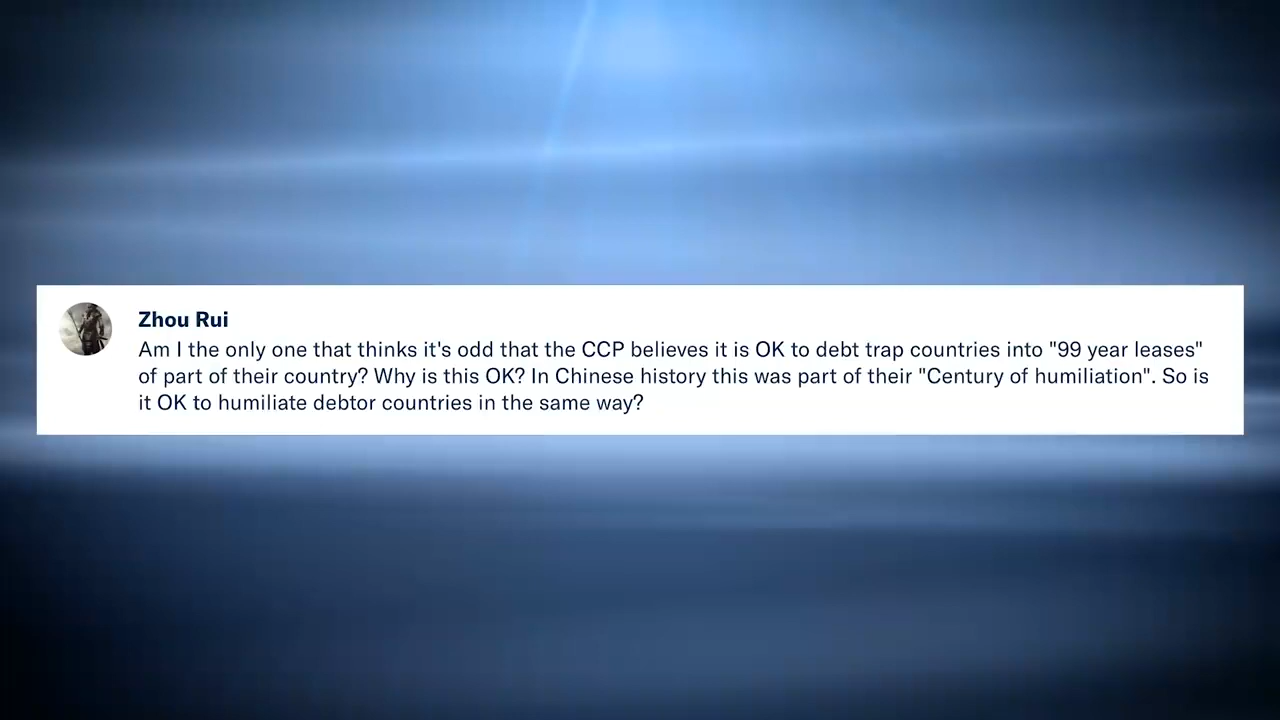 Zhou Rui
Am I the only one that thinks it's odd that the CCP believes it is OK to debt trap countries into "99 year leases"
of part of their country? Why is this OK? In Chinese history this was part of their "Century of humiliation". So is
it OK to humiliate debtor countries in the same way?